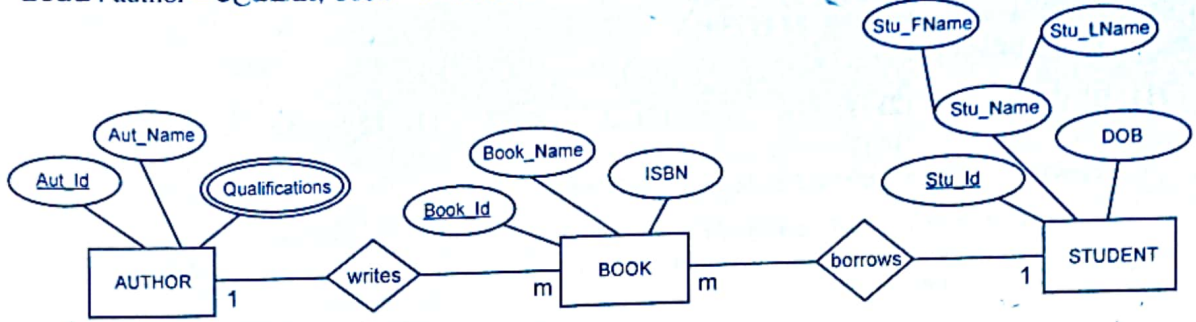 Stu_FName
Stu_LName
Stu_Name
Aut_Name
DOB
Book_Name
ISBN
Aut_Id
Qualifications
Stu_Id
Book_Id
AUTHOR
writes
BOOK
borrows
STUDENT
1
m
m
1